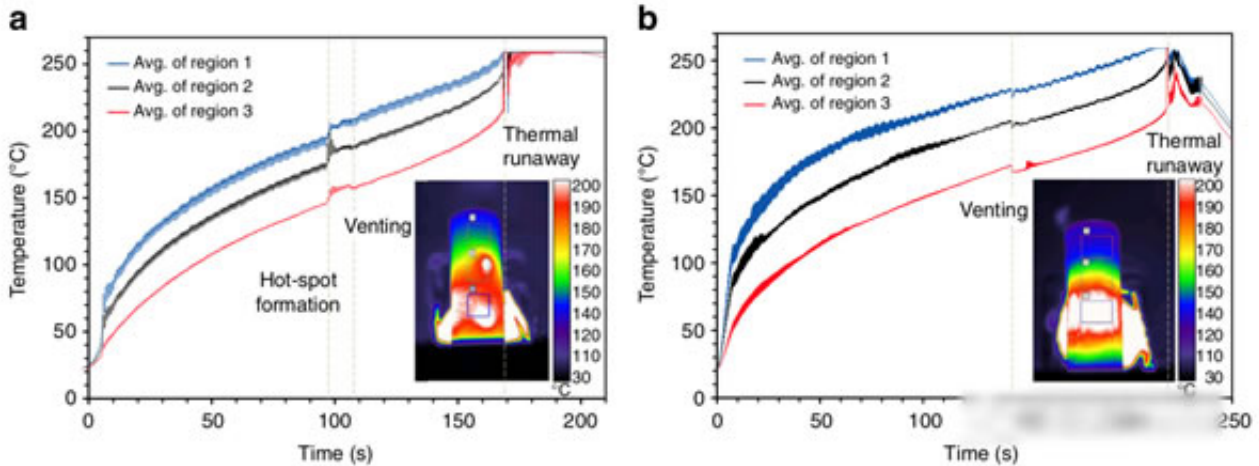 a
250
200
150
100
50
0
Temperature (°C)
Avg. of region 1
Avg. of region 2
Avg. of region 3
Thermal
runaway
Venting
Hot-spot
formation
200
190
180
170
160
150
140
130
120
110
30
°C
0
50
100
150
200
Time (s)
b
250
200
150
100
50
0
Temperature (°C)
Avg. of region 1
Avg. of region 2
Avg. of region 3
Thermal
runaway
Venting
200
190
180
170
160
150
140
130
120
110
30
°C
0
50
100
250
Time (s)